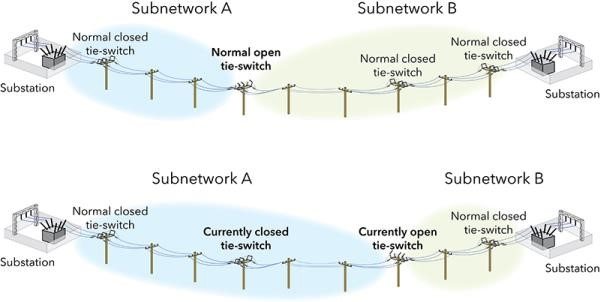 Subnetwork A
Subnetwork B
Normal closed
tie-switch
Normal open
tie-switch
Normal closed
tie-switch
Normal closed
tie-switch
Substation
Substation
Subnetwork A
Subnetwork B
Normal closed
tie-switch
Currently closed
tie-switch
Currently open
tie-switch
Normal closed
tie-switch
Substation
Substation